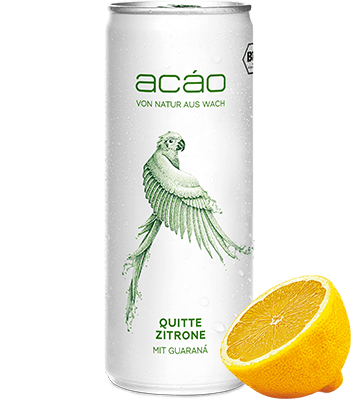 acáo
VON NATUR AUS WACH
QUITTE
ZITRONE
MIT GUARANÁ